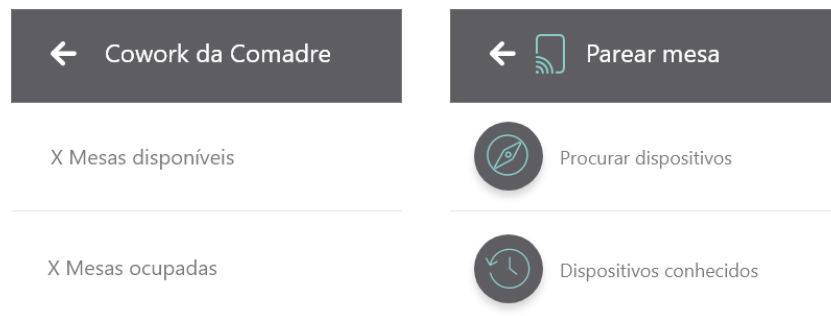 Cowork da Comadre
X Mesas disponíveis
X Mesas ocupadas
Parear mesa
Procurar dispositivos
Dispositivos conhecidos